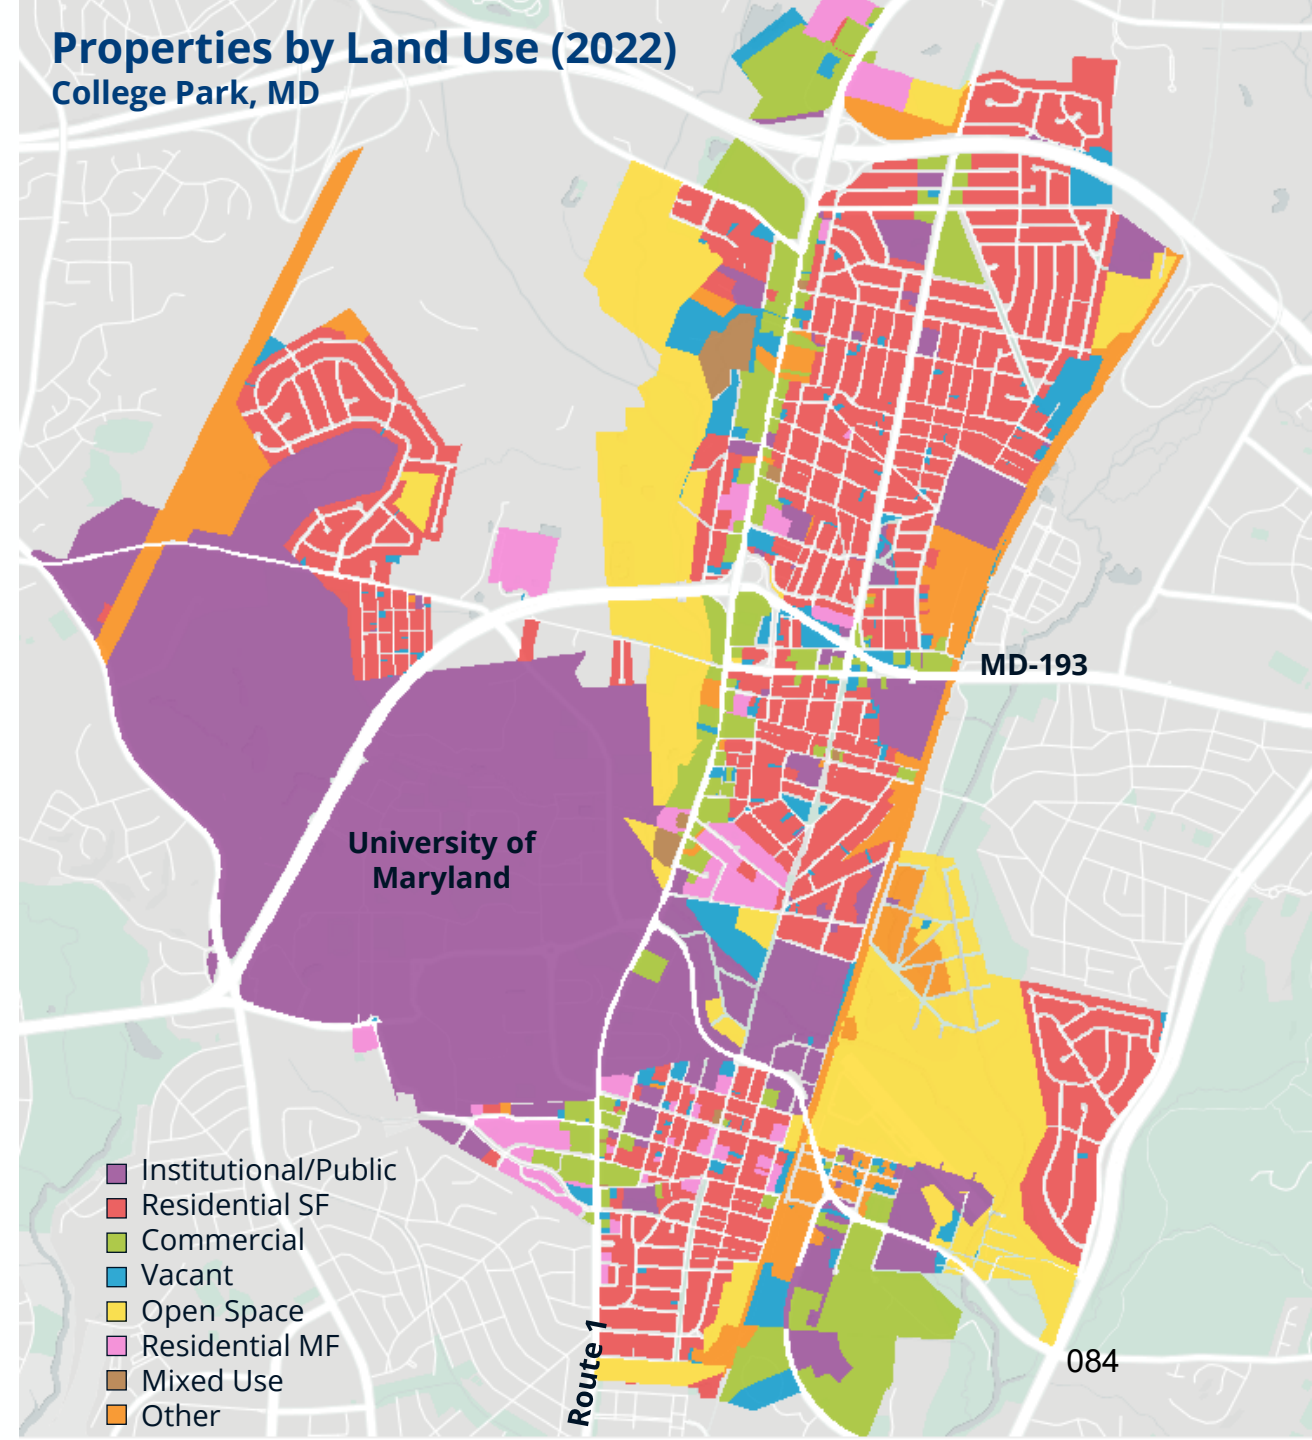 Properties by Land Use (2022)
College Park, MD
MD-193
University of
Maryland
Institutional/Public
Residential SF
Commercial
Vacant
Open Space
Residential MF
Mixed Use
Other
Route 1
084